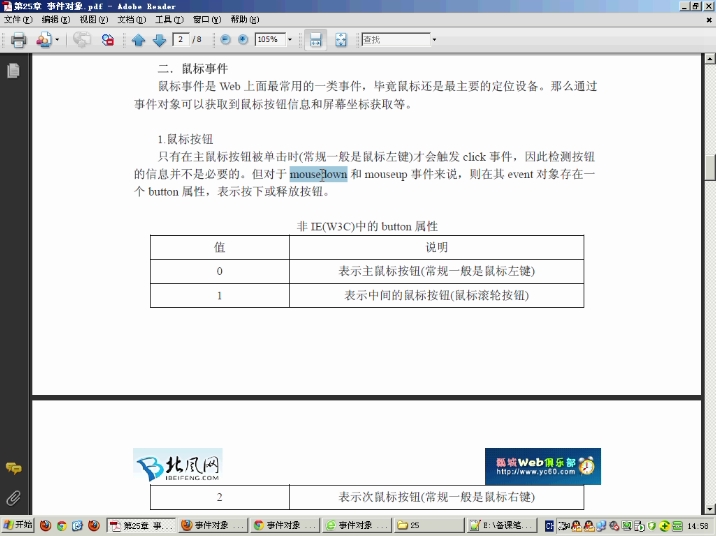 第25章 事件对象.pdf - Adobe Reader
文件(F) 编辑(E) 视图(V) 文档(D) 工具(T) 窗口(W) 帮助(H)
2 / 8 105% 查找
二．鼠标事件
鼠标事件是 Web 上面最常用的一类事件，毕竟鼠标还是最主要的定位设备。那么通过
事件对象可以获取到鼠标按钮信息和屏幕坐标获取等。
1.鼠标按钮
只有在主鼠标按钮被单击时(常规一般是鼠标左键)才会触发 click 事件，因此检测按钮
的信息并不是必要的。但对于 mousedown 和 mouseup 事件来说，则在其 event 对象存在一
个 button 属性，表示按下或释放按钮。
非 IE(W3C)中的 button 属性
值 说明
0 表示主鼠标按钮(常规一般是鼠标左键)
1 表示中间的鼠标按钮(鼠标滚轮按钮)
北风网
IBEIFENG.COM
瓢城Web俱乐部
http://www.yc60.com
2 表示次鼠标按钮(常规一般是鼠标右键)
开始 第25章 事... 事件对象 ... 事件对象 ... 事件对象 ... 25 E:\备课笔... 14:58